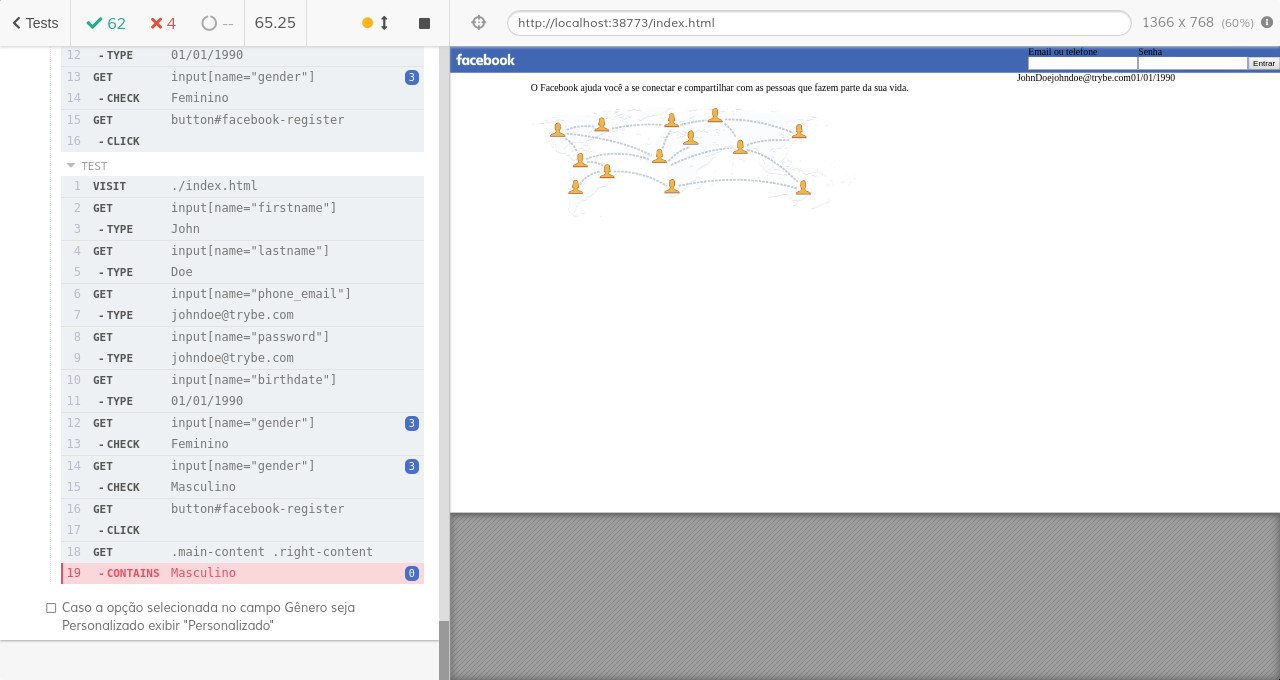 Tests 62 4 -- 65.25
http://localhost:38773/index.html 1366 x 768 (60%)
12 - TYPE 01/01/1990
13 GET input[name="gender"] 3
14 - CHECK Feminino
15 GET button#facebook-register
16 - CLICK
TEST
1 VISIT ./index.html
2 GET input[name="firstname"]
3 - TYPE John
4 GET input[name="lastname"]
5 - TYPE Doe
6 GET input[name="phone_email"]
7 - TYPE johndoe@trybe.com
8 GET input[name="password"]
9 - TYPE johndoe@trybe.com
10 GET input[name="birthdate"]
11 - TYPE 01/01/1990
12 GET input[name="gender"] 3
13 - CHECK Feminino
14 GET input[name="gender"] 3
15 - CHECK Masculino
16 GET button#facebook-register
17 - CLICK
18 GET .main-content .right-content
19 - CONTAINS Masculino 0
Caso a opção selecionada no campo Gênero seja
Personalizado exibir "Personalizado"
facebook
Email ou telefone Senha
Entrar
JohnDoejohndoe@trybe.com01/01/1990
O Facebook ajuda você a se conectar e compartilhar com as pessoas que fazem parte da sua vida.